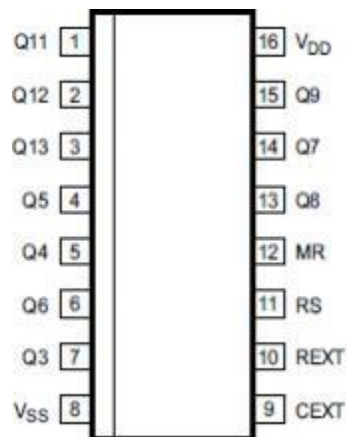 Q11 1 16 VDD
Q12 2 15 Q9
Q13 3 14 Q7
Q5 4 13 Q8
Q4 5 12 MR
Q6 6 11 RS
Q3 7 10 REXT
VSS 8 9 CEXT